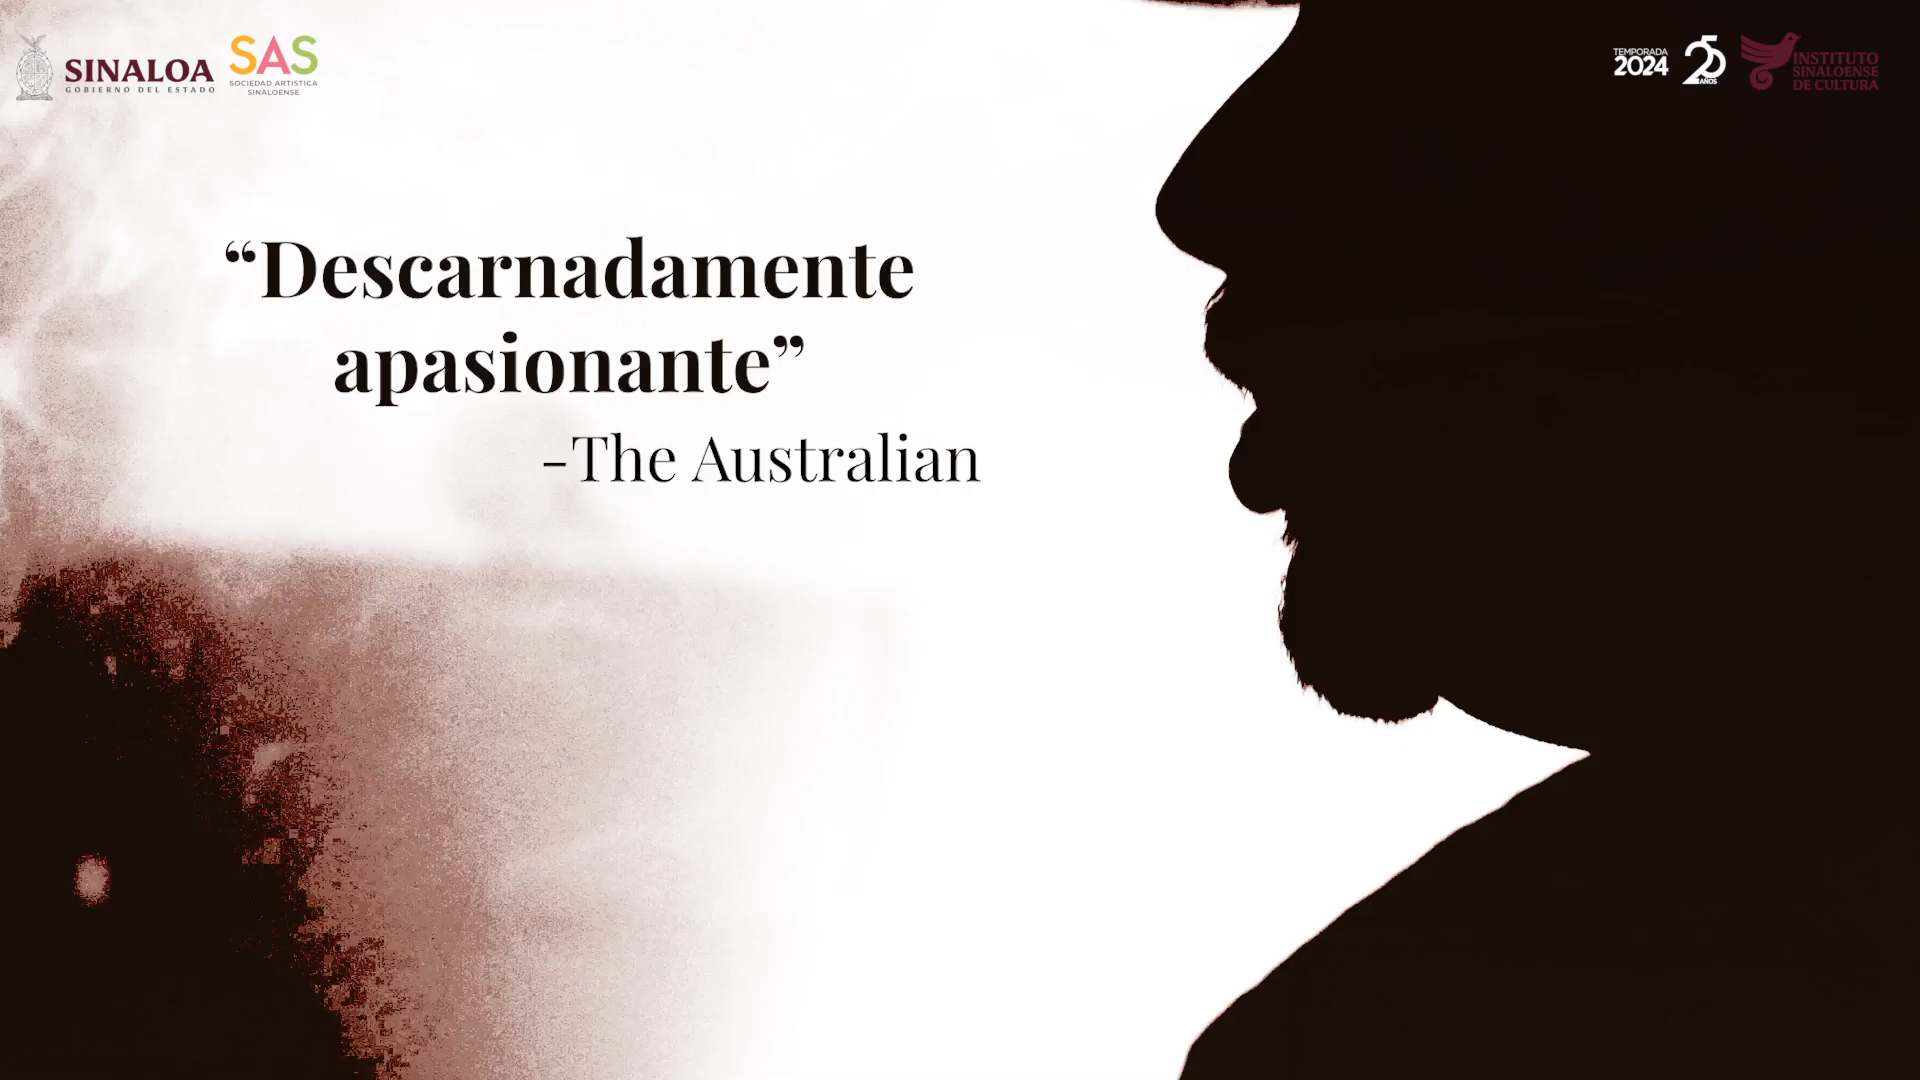 SINALOA
GOBIERNO DEL ESTADO
SAS
SOCIEDAD ARTISTICA
SINALOENSE
TEMPORADA
2024
25
AÑOS
INSTITUTO
SINALOENSE
DE CULTURA
“Descarnadamente
apasionante”
-The Australian